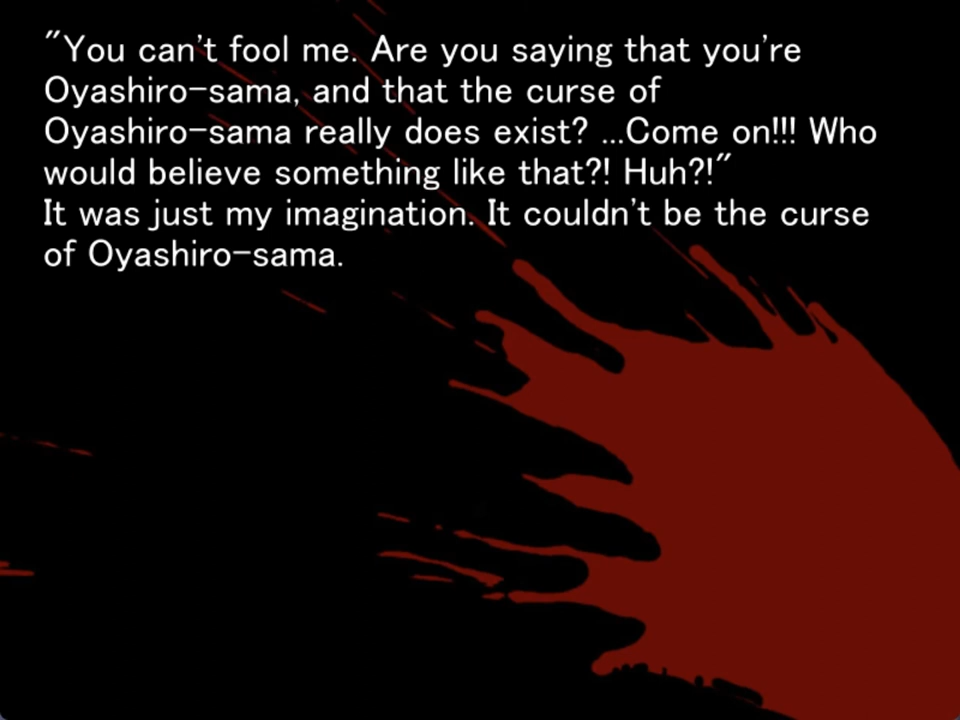 "You can't fool me. Are you saying that you're
Oyashiro-sama, and that the curse of
Oyashiro-sama really does exist? ...Come on!!! Who
would believe something like that?! Huh?!"
It was just my imagination. It couldn't be the curse
of Oyashiro-sama.